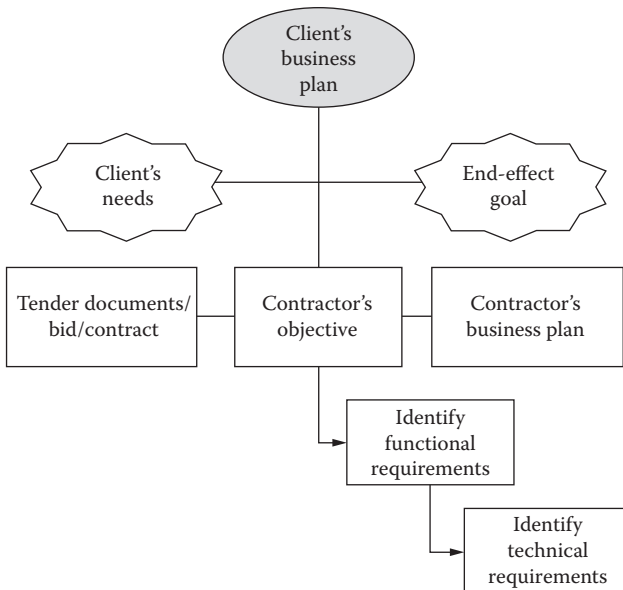 Client's
business
plan
Client's
needs
End-effect
goal
Tender documents/
bid/contract
Contractor's
objective
Contractor's
business plan
Identify
functional
requirements
Identify
technical
requirements